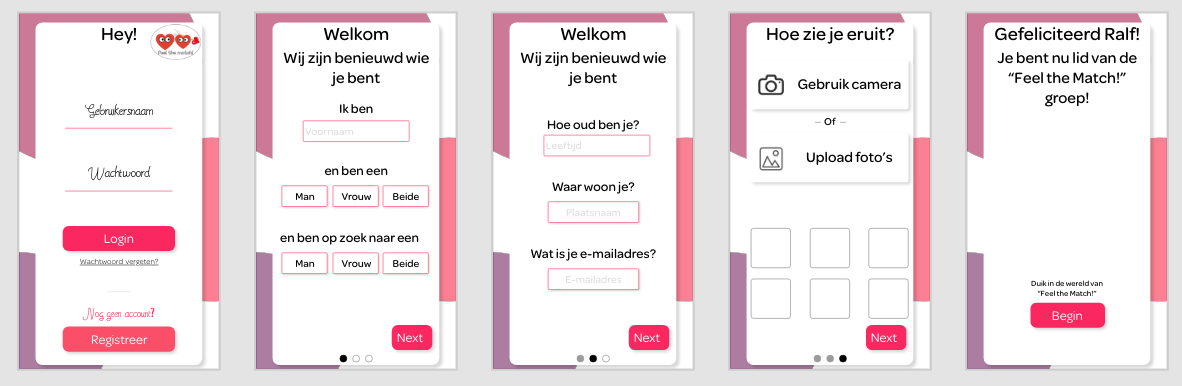 Hey!
Feel the match!
Gebruikersnaam
Wachtwoord
Login
Wachtwoord vergeten?
Nog geen account?
Registreer
Welkom
Wij zijn benieuwd wie
je bent
Ik ben
Voornaam
en ben een
Man Vrouw Beide
en ben op zoek naar een
Man Vrouw Beide
Next
Welkom
Wij zijn benieuwd wie
je bent
Hoe oud ben je?
Leeftijd
Waar woon je?
Plaatsnaam
Wat is je e-mailadres?
E-mailadres
Next
Hoe zie je eruit?
Gebruik camera
– Of –
Upload foto's
Next
Gefeliciteerd Ralf!
Je bent nu lid van de
“Feel the Match!”
groep!
Duik in de wereld van
“Feel the Match!”
Begin